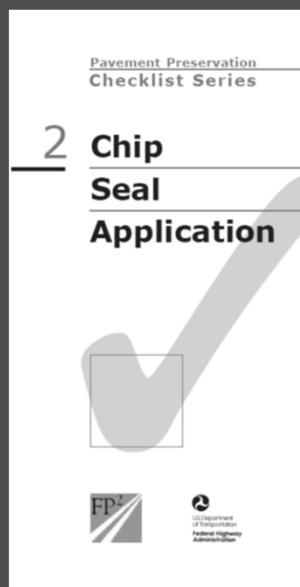 Pavement Preservation
Checklist Series
2 Chip
Seal
Application
FP2
U.S. Department
of Transportation
Federal Highway
Administration